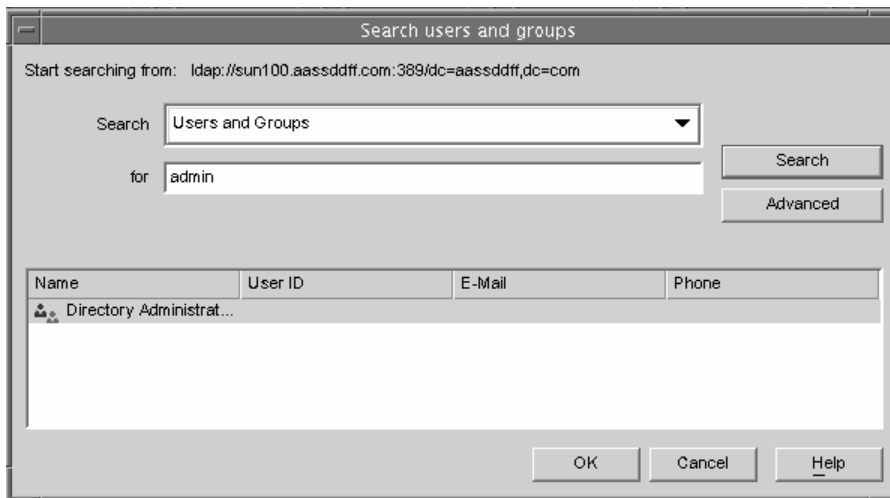 Search users and groups
Start searching from: ldap://sun100.aassddff.com:389/dc=aassddff,dc=com
Search Users and Groups
Search
for admin
Advanced
Name User ID E-Mail Phone
Directory Administrat...
OK Cancel Help